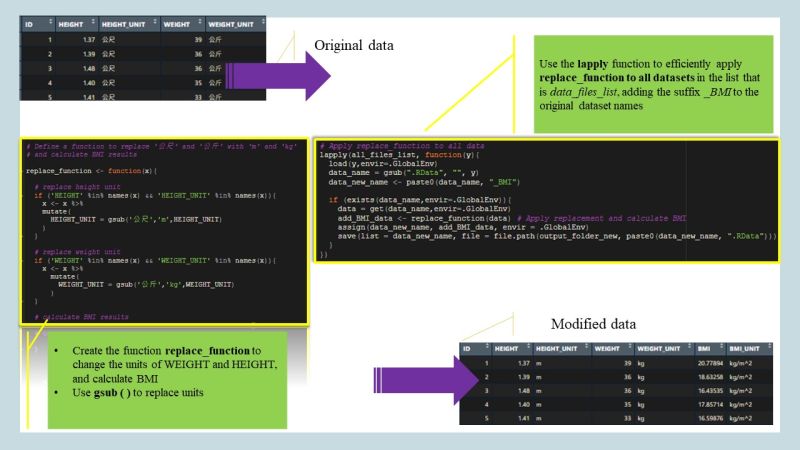 ID HEIGHT HEIGHT_UNIT WEIGHT WEIGHT_UNIT
1 1.37 公尺 39 公斤
2 1.39 公尺 36 公斤
3 1.48 公尺 36 公斤
4 1.40 公尺 35 公斤
5 1.41 公尺 33 公斤
Original data
Use the lapply function to efficiently apply
replace_function to all datasets in the list that
is data_files_list, adding the suffix _BMI to the
original dataset names
# Define a function to replace '公尺' and '公斤' with 'm' and 'kg'
# and calculate BMI results
replace_function <- function(x){
# replace height unit
if ('HEIGHT' %in% names(x) && 'HEIGHT_UNIT' %in% names(x)){
x <- x %>%
mutate(
HEIGHT_UNIT = gsub('公尺','m',HEIGHT_UNIT)
)
}
# replace weight unit
if ('WEIGHT' %in% names(x) && 'WEIGHT_UNIT' %in% names(x)){
x <- x %>%
mutate(
WEIGHT_UNIT = gsub('公斤','kg',WEIGHT_UNIT)
)
}
# calculate BMI results
# Apply replace_function to all data
lapply(all_files_list, function(y){
load(y,envir=.GlobalEnv)
data_name = gsub(".RData", "", y)
data_new_name <- paste0(data_name, "_BMI")
if (exists(data_name,envir=.GlobalEnv)){
data = get(data_name,envir=.GlobalEnv)
add_BMI_data <- replace_function(data) # Apply replacement and calculate BMI
assign(data_new_name, add_BMI_data, envir = .GlobalEnv)
save(list = data_new_name, file = file.path(output_folder_new, paste0(data_new_name, ".RData")))
}
})
• Create the function replace_function to
change the units of WEIGHT and HEIGHT,
and calculate BMI
• Use gsub ( ) to replace units
Modified data
ID HEIGHT HEIGHT_UNIT WEIGHT WEIGHT_UNIT BMI BMI_UNIT
1 1.37 m 39 kg 20.77894 kg/m^2
2 1.39 m 36 kg 18.63258 kg/m^2
3 1.48 m 36 kg 16.43535 kg/m^2
4 1.40 m 35 kg 17.85714 kg/m^2
5 1.41 m 33 kg 16.59876 kg/m^2